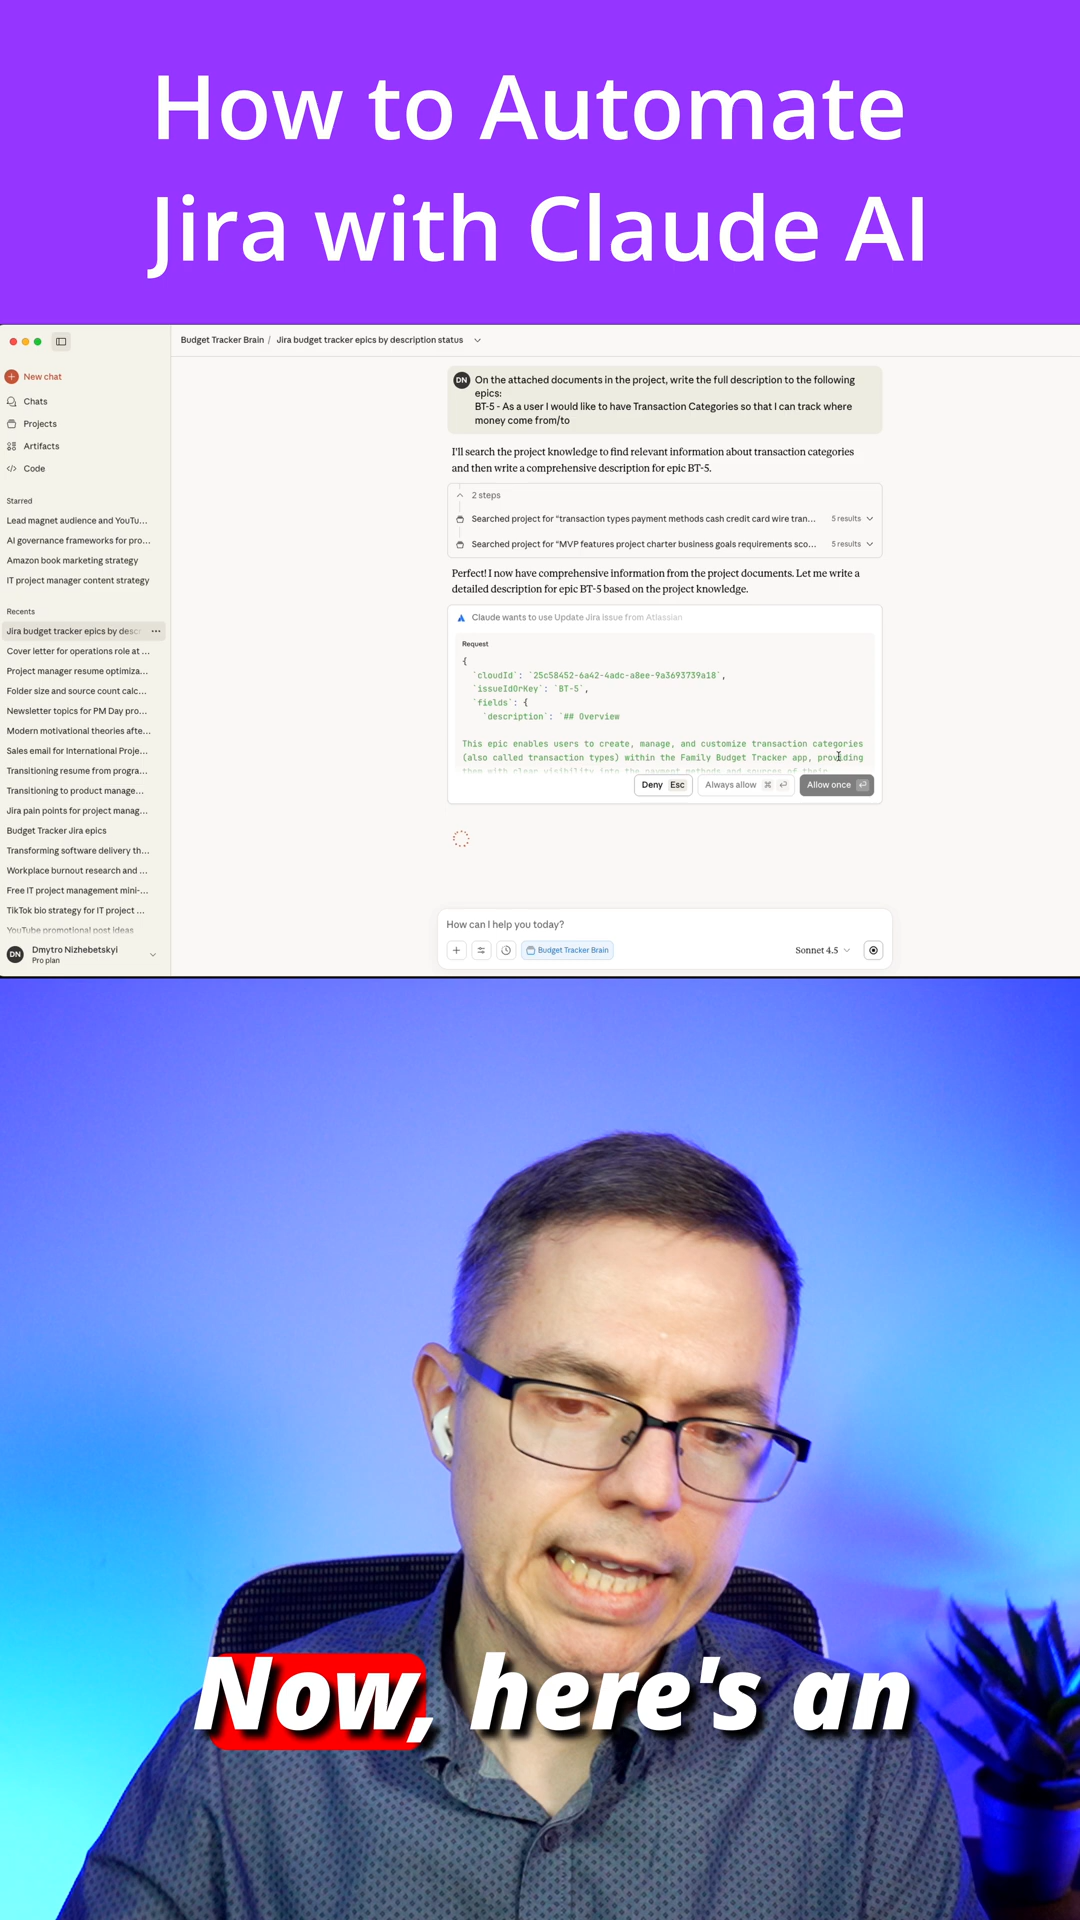 How to Automate
Jira with Claude AI
Budget Tracker Brain / Jira budget tracker epics by description status
New chat
Chats
Projects
Artifacts
Code
Starred
Lead magnet audience and YouTu...
AI governance frameworks for pro...
Amazon book marketing strategy
IT project manager content strategy
Recents
Jira budget tracker epics by descr
Cover letter for operations role at ...
Project manager resume optimiza...
Folder size and source count calc...
Newsletter topics for PM Day pro...
Modern motivational theories afte...
Sales email for International Proje...
Transitioning resume from progra...
Transitioning to product manage...
Jira pain points for project manag...
Budget Tracker Jira epics
Transforming software delivery th...
Workplace burnout research and ...
Free IT project management mini-...
TikTok bio strategy for IT project ...
YouTube promotional post ideas
DN
Dmytro Nizhebetskyi
Pro plan
DN
On the attached documents in the project, write the full description to the following
epics:
BT-5 - As a user I would like to have Transaction Categories so that I can track where
money come from/to
I'll search the project knowledge to find relevant information about transaction categories
and then write a comprehensive description for epic BT-5.
2 steps
Searched project for "transaction types payment methods cash credit card wire tran... 5 results
Searched project for "MVP features project charter business goals requirements sco... 5 results
Perfect! I now have comprehensive information from the project documents. Let me write a
detailed description for epic BT-5 based on the project knowledge.
Claude wants to use Update Jira Issue from Atlassian
Request
{
`cloudId`: `25c58452-6a42-4adc-a8ee-9a3693739a18`,
`issueIdOrKey`: `BT-5`,
`fields`: {
`description`: `## Overview
This epic enables users to create, manage, and customize transaction categories
(also called transaction types) within the Family Budget Tracker app, providing
them with clear visibility into the payment methods and sources of their
Deny Esc
Always allow ⌘ ⏎
Allow once ⏎
How can I help you today?
Budget Tracker Brain
Sonnet 4.5
Now, here's an